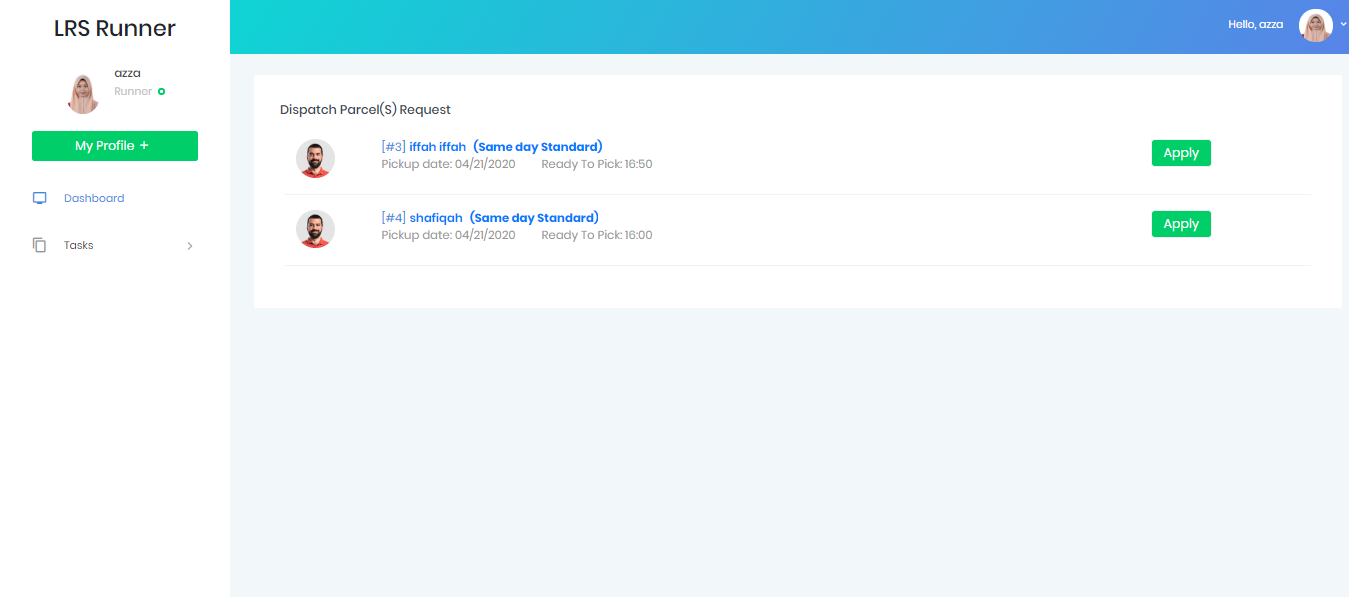 LRS Runner
Hello, azza
azza
Runner
My Profile +
Dashboard
Tasks
Dispatch Parcel(S) Request
[#3] iffah iffah (Same day Standard)
Pickup date: 04/21/2020 Ready To Pick: 16:50
Apply
[#4] shafiqah (Same day Standard)
Pickup date: 04/21/2020 Ready To Pick: 16:00
Apply